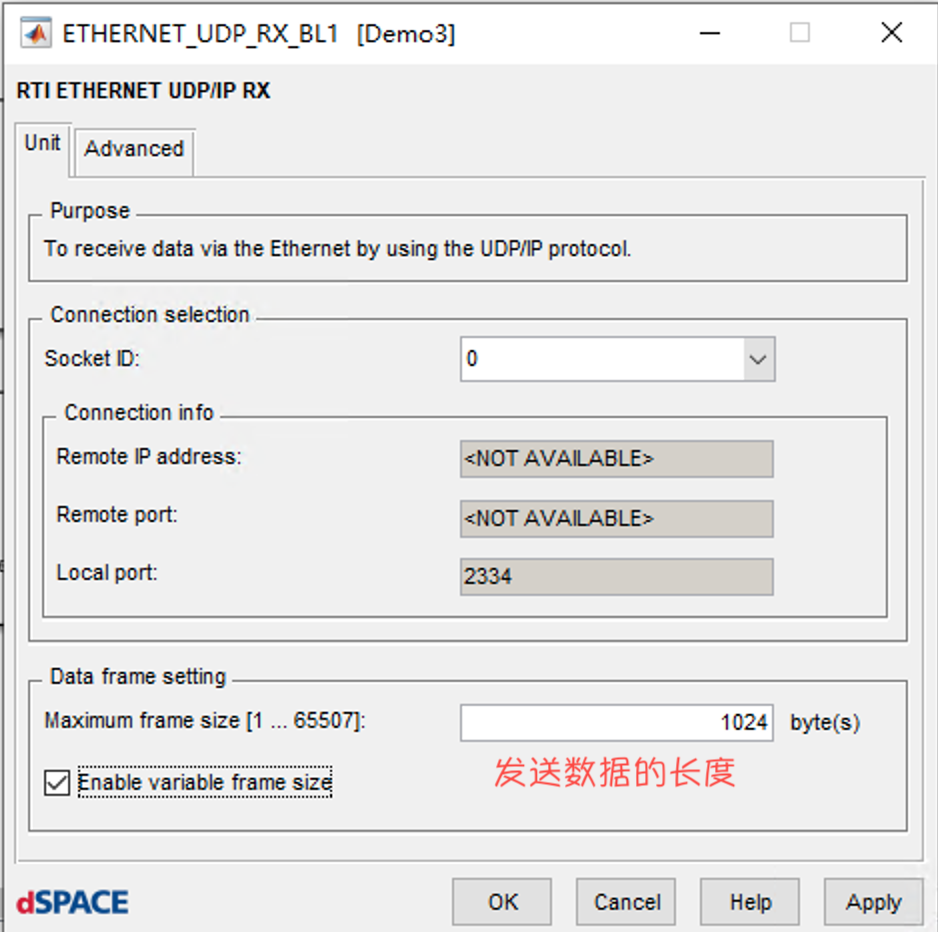 ETHERNET_UDP_RX_BL1 [Demo3]
RTI ETHERNET UDP/IP RX
Unit
Advanced
Purpose
To receive data via the Ethernet by using the UDP/IP protocol.
Connection selection
Socket ID:
0
Connection info
Remote IP address:
<NOT AVAILABLE>
Remote port:
<NOT AVAILABLE>
Local port:
2334
Data frame setting
Maximum frame size [1 ... 65507]:
1024
byte(s)
发送数据的长度
Enable variable frame size
dSPACE
OK
Cancel
Help
Apply